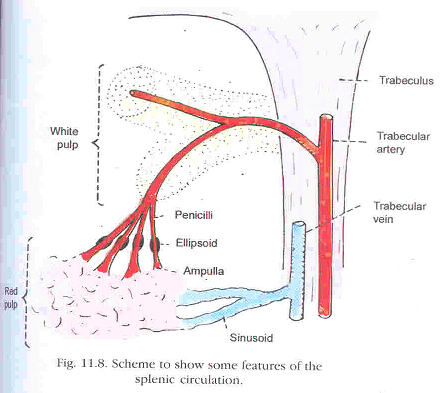 Trabeculus
White
pulp
Trabecular
artery
Trabecular
vein
Penicilli
Ellipsoid
Ampulla
Red
pulp
Sinusoid
Fig. 11.8. Scheme to show some features of the
splenic circulation.